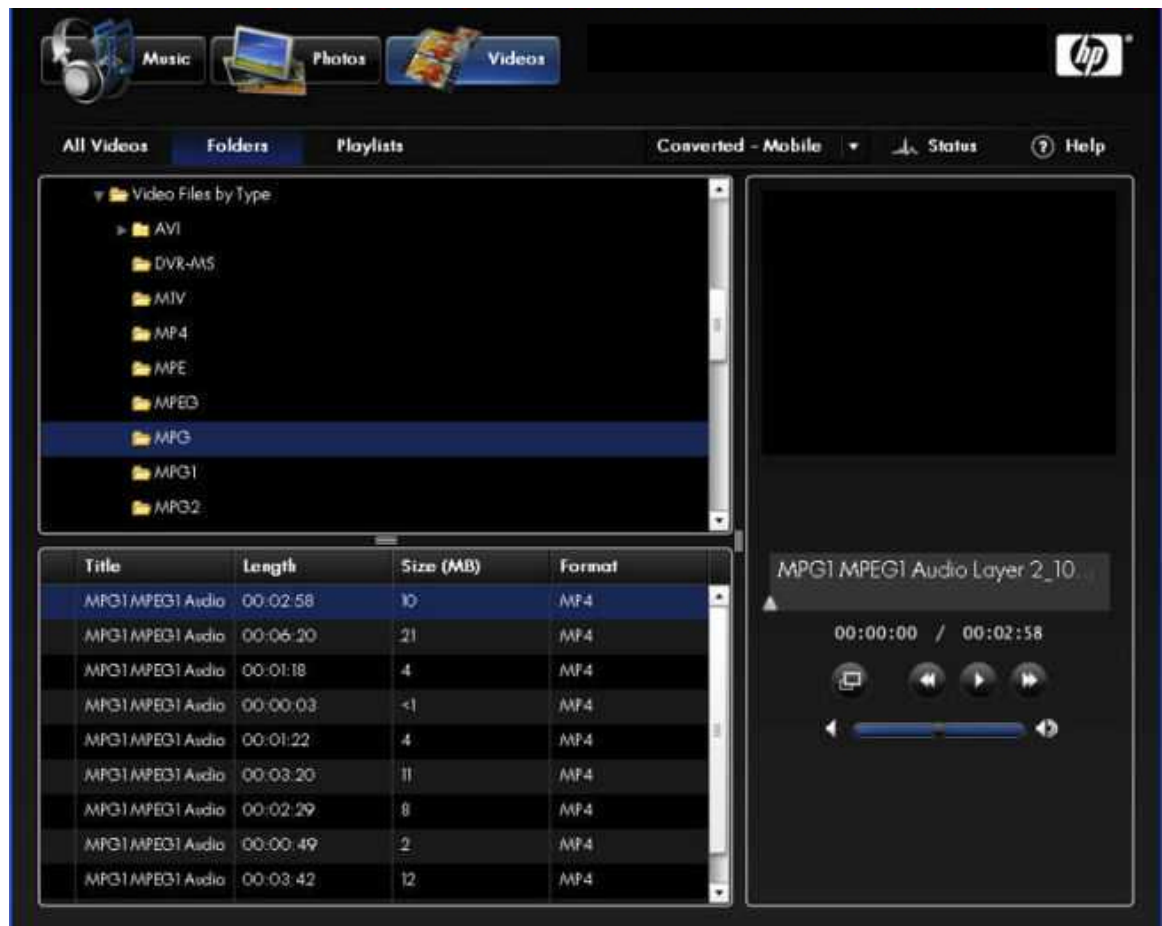 Music Photos Videos hp
All Videos Folders Playlists Converted - Mobile Status ? Help
Video Files by Type
AVI
DVR-MS
M1V
MP4
MPE
MPEG
MPG
MPG1
MPG2
Title Length Size (MB) Format
MPG1 MPEG1 Audio 00:02:58 10 MP4
MPG1 MPEG1 Audio 00:06:20 21 MP4
MPG1 MPEG1 Audio 00:01:18 4 MP4
MPG1 MPEG1 Audio 00:00:03 <1 MP4
MPG1 MPEG1 Audio 00:01:22 4 MP4
MPG1 MPEG1 Audio 00:03:20 11 MP4
MPG1 MPEG1 Audio 00:02:29 8 MP4
MPG1 MPEG1 Audio 00:00:49 2 MP4
MPG1 MPEG1 Audio 00:03:42 12 MP4
MPG1 MPEG1 Audio Layer 2_10...
00:00:00 / 00:02:58